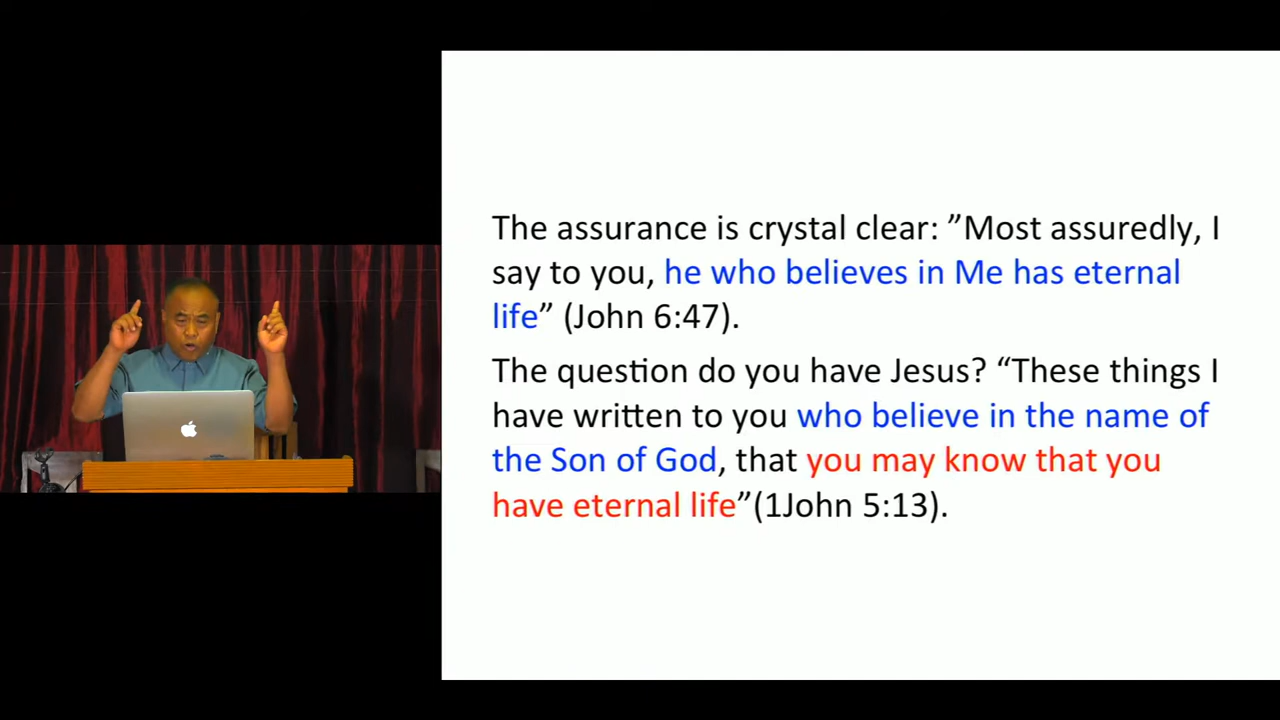 The assurance is crystal clear: ”Most assuredly, I
say to you, he who believes in Me has eternal
life” (John 6:47).
The question do you have Jesus? “These things I
have written to you who believe in the name of
the Son of God, that you may know that you
have eternal life”(1John 5:13).